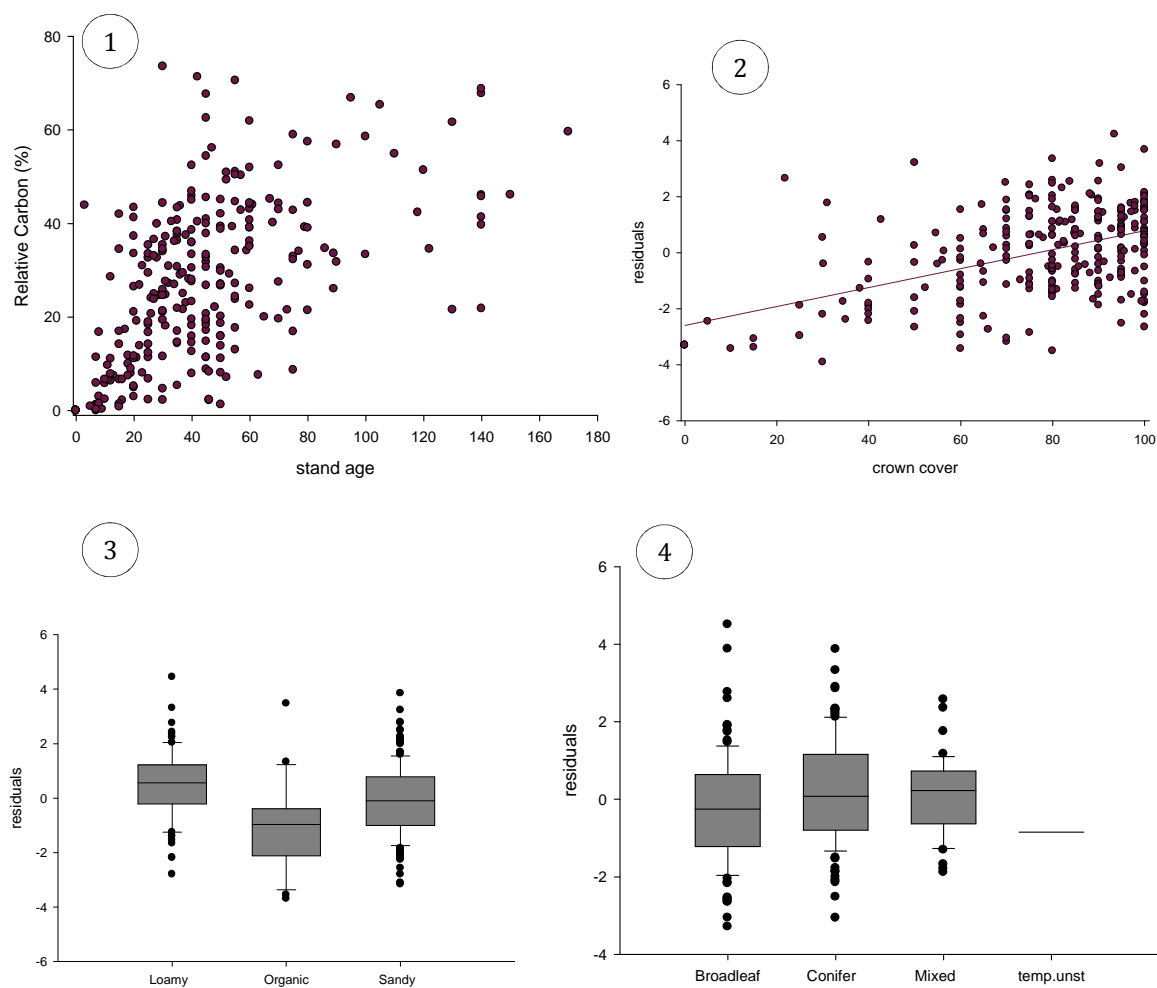 1
80
60
40
20
0
Relative Carbon (%)
0 20 40 60 80 100 120 140 160 180
stand age
2
6
4
2
0
-2
-4
-6
residuals
0 20 40 60 80 100
crown cover
3
6
4
2
0
-2
-4
-6
residuals
Loamy Organic Sandy
4
6
4
2
0
-2
-4
residuals
Broadleaf Conifer Mixed temp.unst